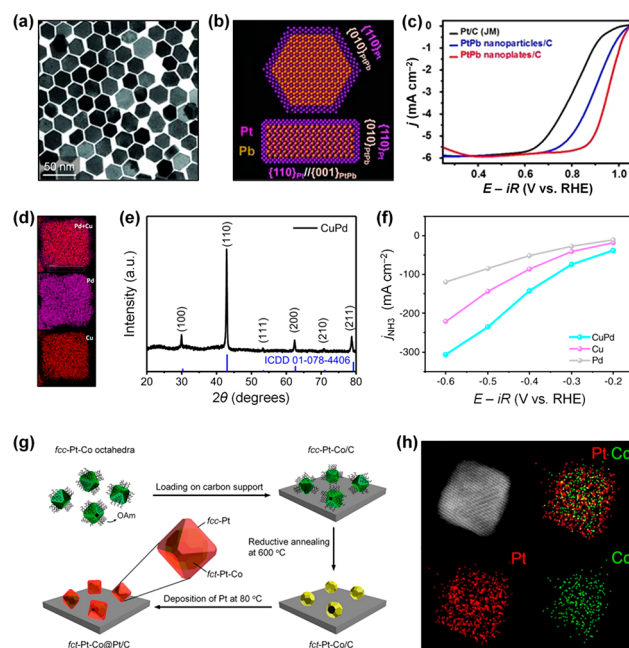 (a)
50 nm
(b)
{110}Pt
{010}PtPb
Pt
Pb
{010}PtPb
{110}Pt
{110}Pt//{001}PtPb
(c)
Pt/C (JM)
PtPb nanoparticles/C
PtPb nanoplates/C
j (mA cm⁻²)
0
-1
-2
-3
-4
-5
-6
0.4
0.6
0.8
1.0
E – iR (V vs. RHE)
(d)
Pd+Cu
Pd
Cu
(e)
CuPd
Intensity (a.u.)
(100)
(110)
(111)
(200)
(210)
(211)
ICDD 01-078-4406
20
30
40
50
60
70
80
2θ (degrees)
(f)
jNH3 (mA cm⁻²)
0
-50
-100
-150
-200
-250
-300
CuPd
Cu
Pd
-0.6
-0.5
-0.4
-0.3
-0.2
E – iR (V vs. RHE)
(g)
fcc-Pt-Co octahedra
OAm
Loading on carbon support
fcc-Pt-Co/C
fcc-Pt
fct-Pt-Co
Reductive annealing
at 600 °C
Deposition of Pt at 80 °C
fct-Pt-Co@Pt/C
fct-Pt-Co/C
(h)
Pt Co
Pt
Co